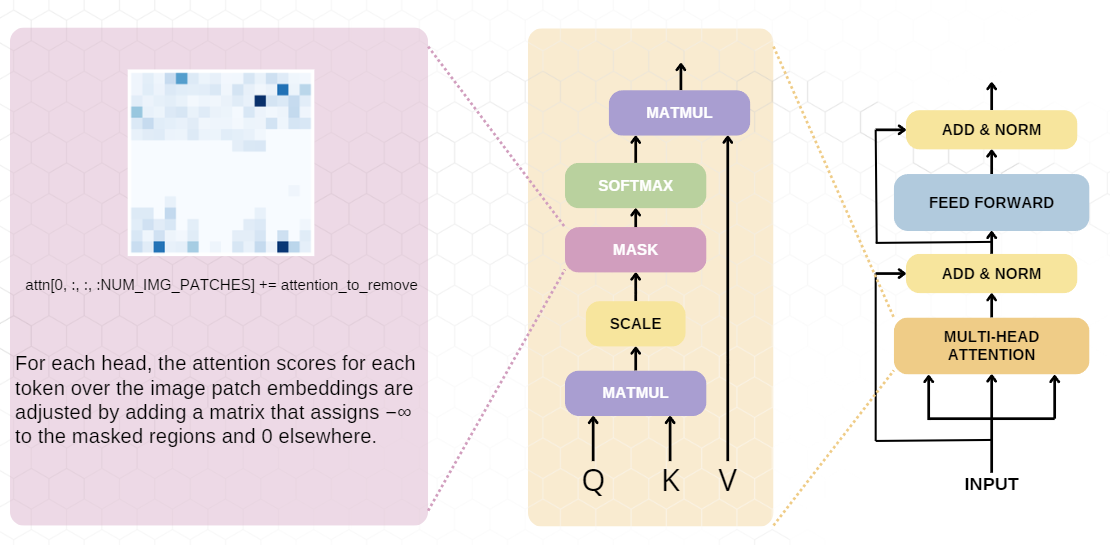 attn[0, :, :, :NUM_IMG_PATCHES] += attention_to_remove
For each head, the attention scores for each
token over the image patch embeddings are
adjusted by adding a matrix that assigns −∞
to the masked regions and 0 elsewhere.
MATMUL
SOFTMAX
MASK
SCALE
MATMUL
Q K V
ADD & NORM
FEED FORWARD
ADD & NORM
MULTI-HEAD
ATTENTION
INPUT